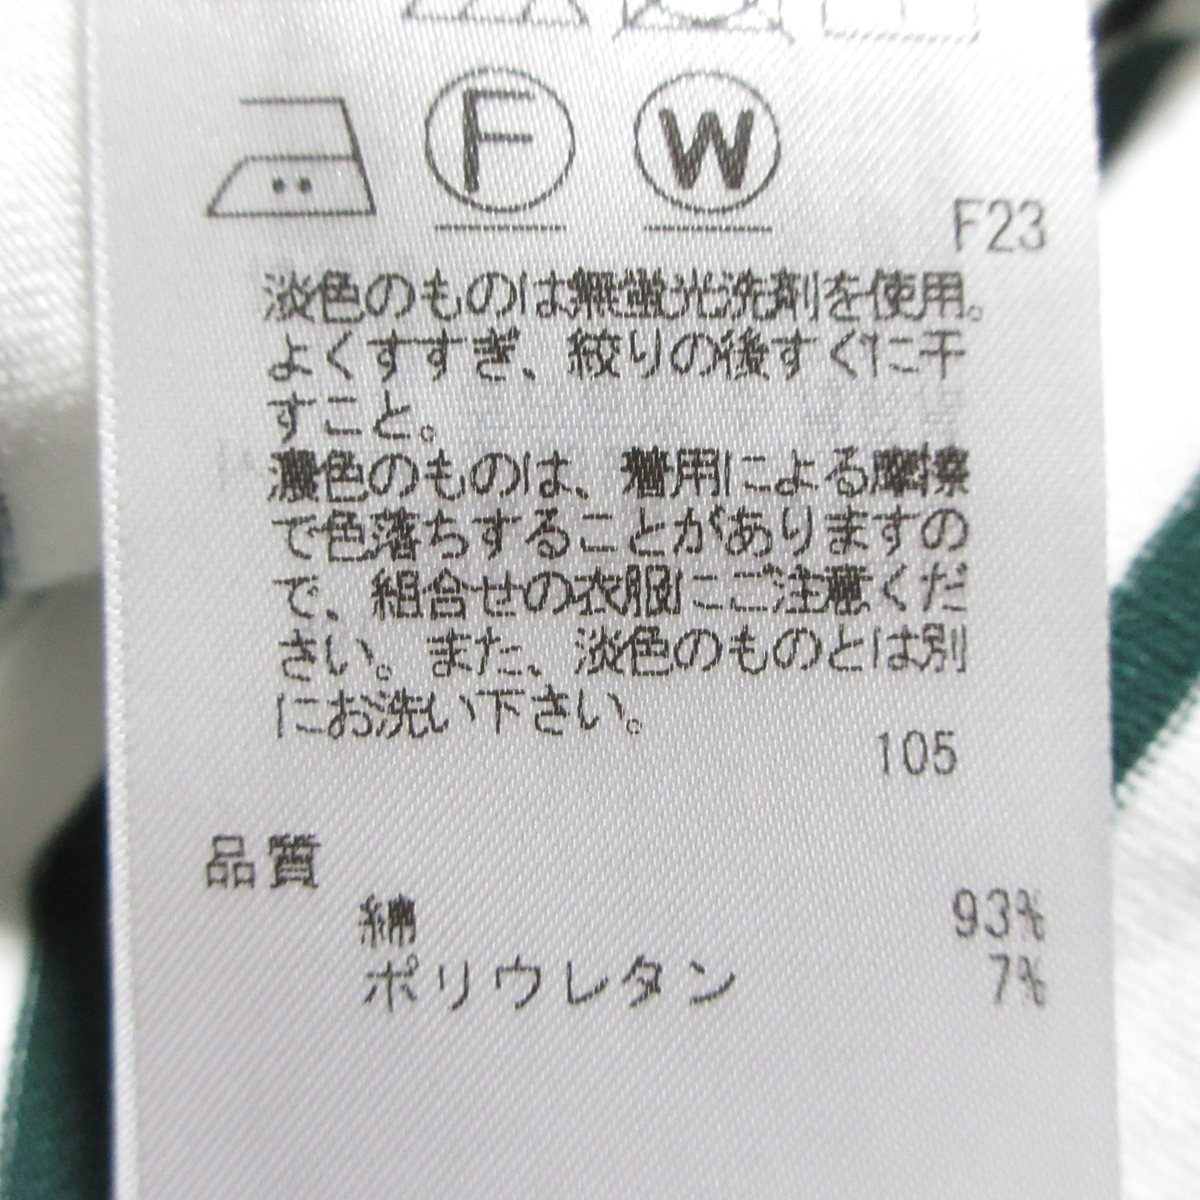 F W
F23
淡色のものは無蛍光洗剤を使用。
よくすすぎ、絞りの後すぐに干
すこと。
濃色のものは、着用による摩擦
で色落ちすることがありますの
で、組合せの衣服にご注意くだ
さい。また、淡色のものとは別
にお洗い下さい。
105
品質
綿 93%
ポリウレタン 7%